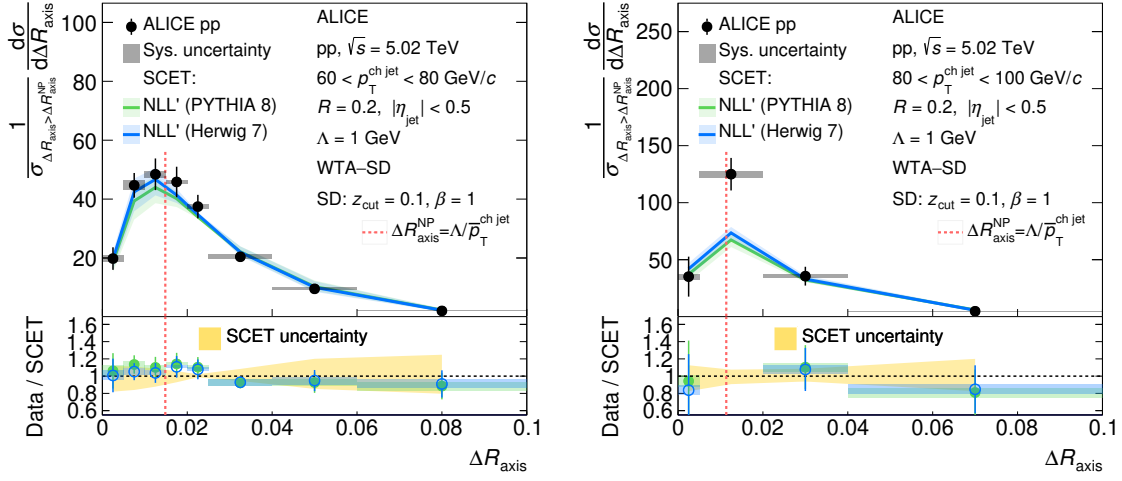 1/σ_{ΔR_axis>ΔR_axis^NP} dσ/dΔR_axis
100
80
60
40
20
ALICE pp
Sys. uncertainty
SCET:
NLL' (PYTHIA 8)
NLL' (Herwig 7)
ALICE
pp, √s = 5.02 TeV
60 < p_T^{ch jet} < 80 GeV/c
R = 0.2, |η_jet| < 0.5
Λ = 1 GeV
WTA–SD
SD: z_cut = 0.1, β = 1
ΔR_axis^NP=Λ/p̅_T^{ch jet}
Data / SCET
1.6
1.4
1.2
1
0.8
0.6
SCET uncertainty
0 0.02 0.04 0.06 0.08 0.1
ΔR_axis
1/σ_{ΔR_axis>ΔR_axis^NP} dσ/dΔR_axis
250
200
150
100
50
ALICE pp
Sys. uncertainty
SCET:
NLL' (PYTHIA 8)
NLL' (Herwig 7)
ALICE
pp, √s = 5.02 TeV
80 < p_T^{ch jet} < 100 GeV/c
R = 0.2, |η_jet| < 0.5
Λ = 1 GeV
WTA–SD
SD: z_cut = 0.1, β = 1
ΔR_axis^NP=Λ/p̅_T^{ch jet}
Data / SCET
1.6
1.4
1.2
1
0.8
0.6
SCET uncertainty
0 0.02 0.04 0.06 0.08 0.1
ΔR_axis